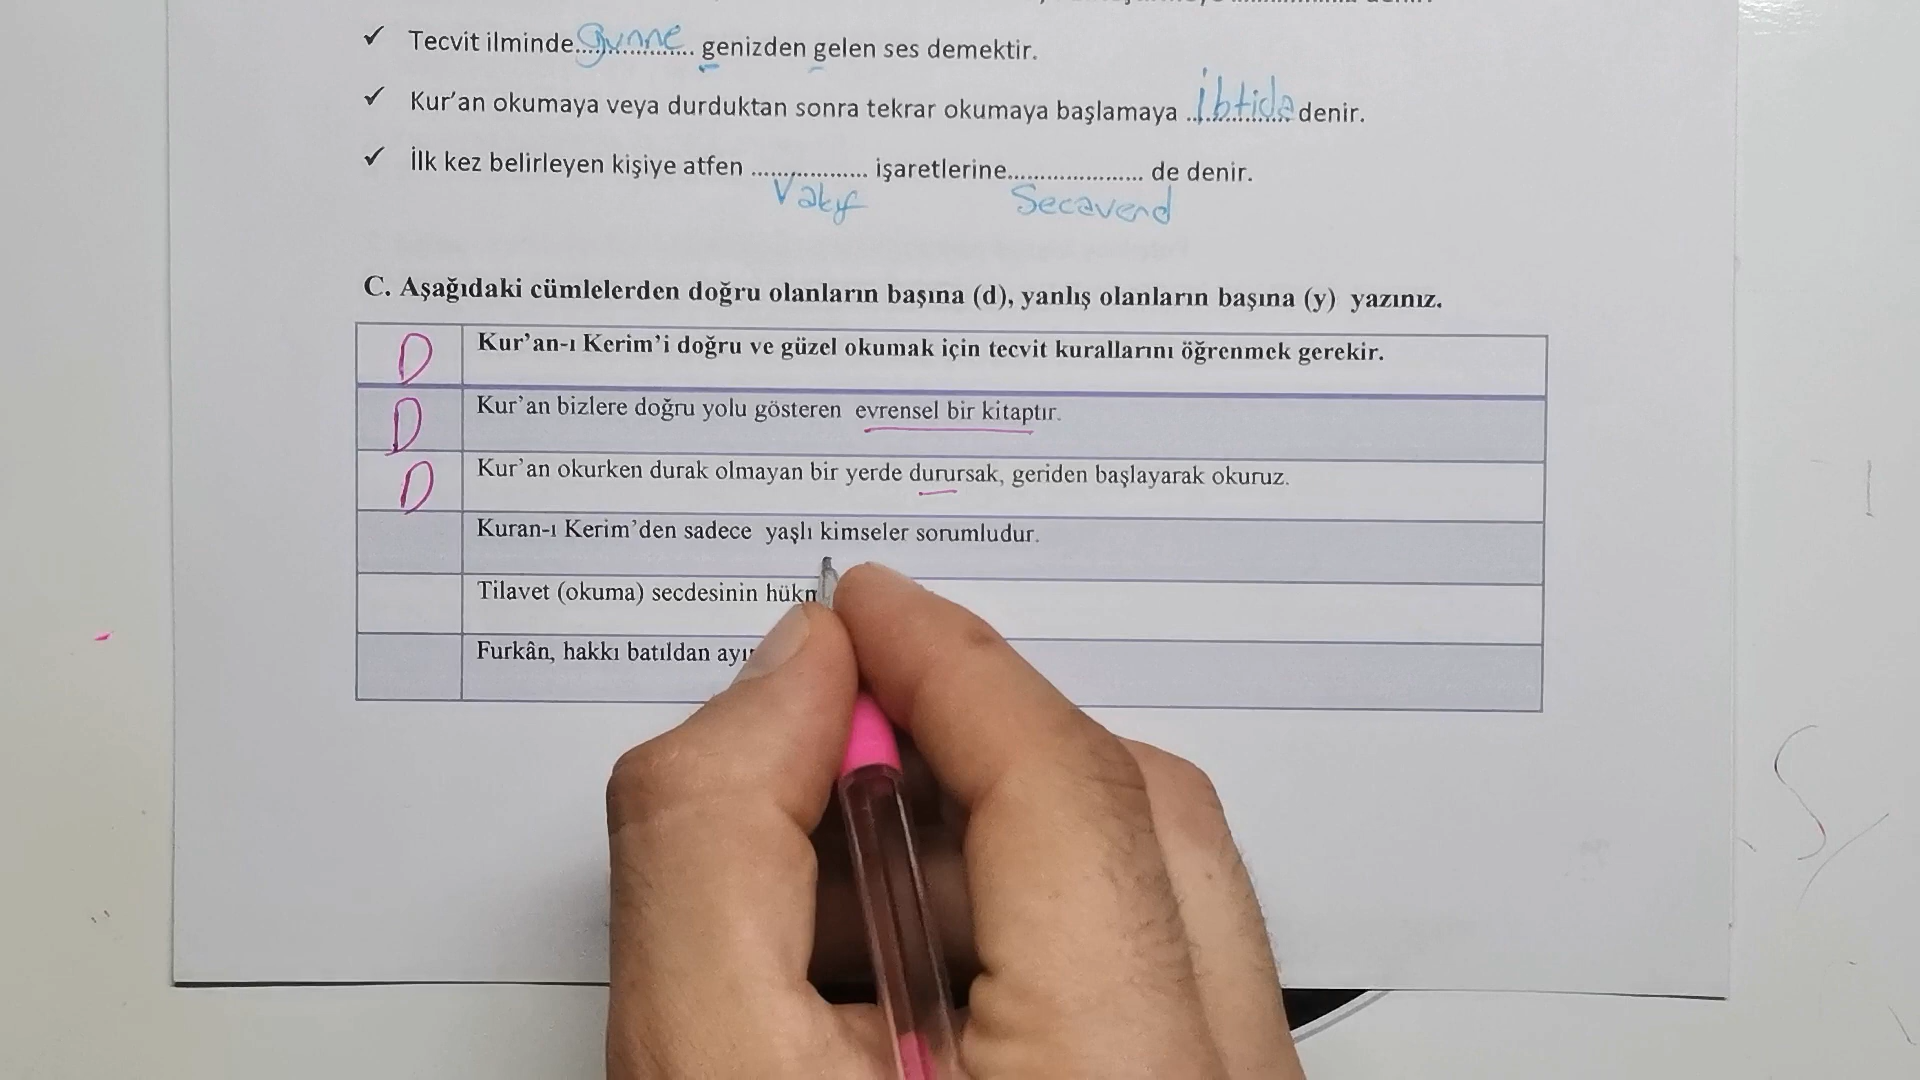 ✓ Tecvit ilminde....Gunne.... genizden gelen ses demektir.
✓ Kur'an okumaya veya durduktan sonra tekrar okumaya başlamaya ....İbtida.... denir.
✓ İlk kez belirleyen kişiye atfen .................. işaretlerine..................... de denir.
Vakıf Secavend
C. Aşağıdaki cümlelerden doğru olanların başına (d), yanlış olanların başına (y) yazınız.
D Kur'an-ı Kerim'i doğru ve güzel okumak için tecvit kurallarını öğrenmek gerekir.
D Kur'an bizlere doğru yolu gösteren evrensel bir kitaptır.
D Kur'an okurken durak olmayan bir yerde durursak, geriden başlayarak okuruz.
Kuran-ı Kerim'den sadece yaşlı kimseler sorumludur.
Tilavet (okuma) secdesinin
Furkân, hakkı batıldan